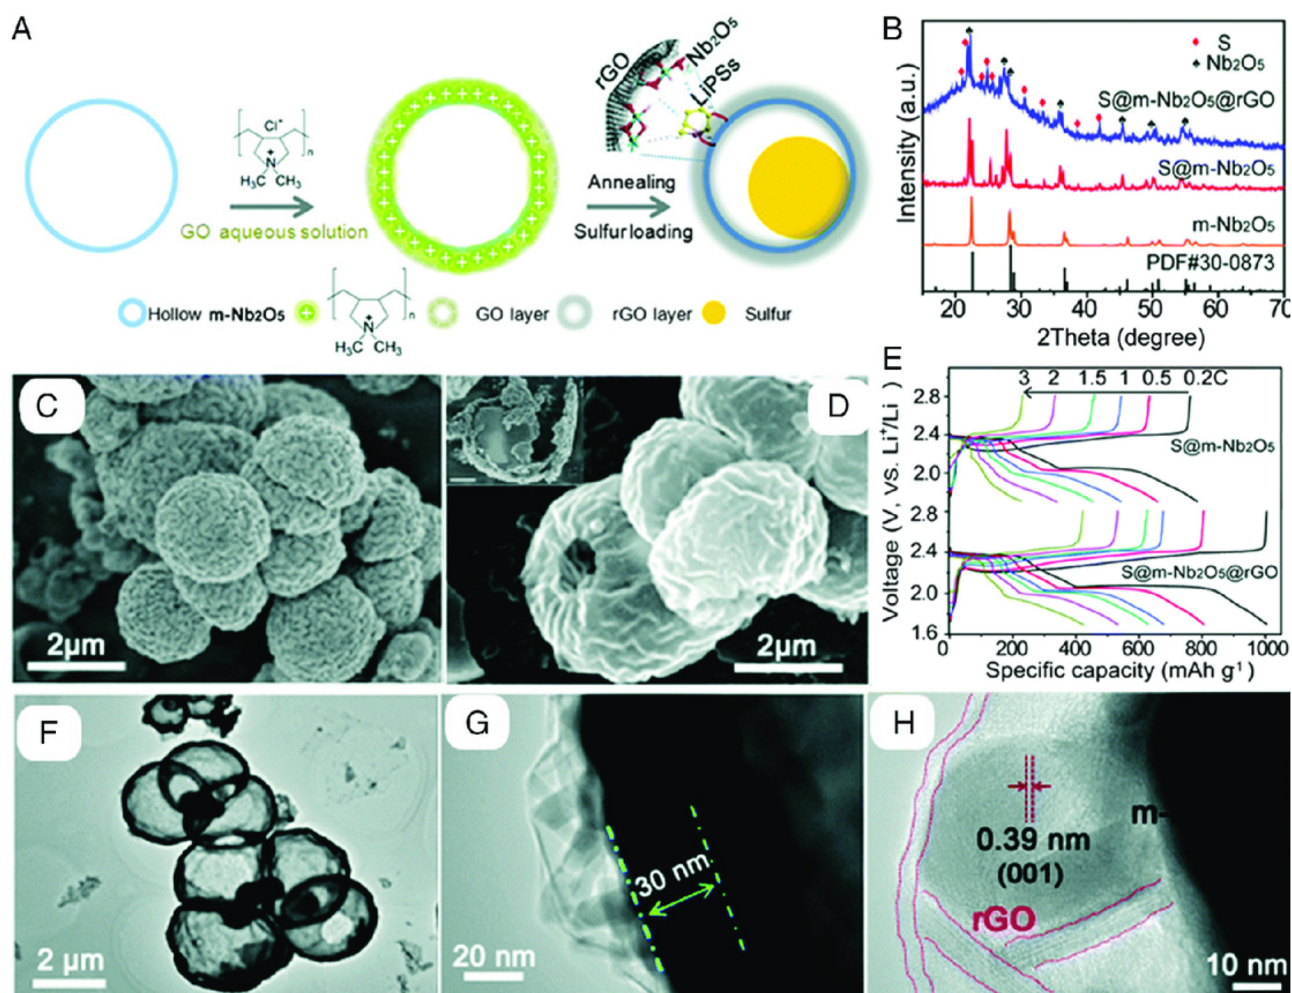 A
Cl⁻
n
N
+
H₃C
CH₃
GO aqueous solution
rGO
Nb₂O₅
LiPSs
Annealing
Sulfur loading
Hollow m-Nb₂O₅
+
n
N
+
H₃C
CH₃
GO layer
rGO layer
Sulfur
B
Intensity (a.u.)
S
Nb₂O₅
S@m-Nb₂O₅@rGO
S@m-Nb₂O₅
m-Nb₂O₅
PDF#30-0873
20 30 40 50 60 70
2Theta (degree)
C
2μm
D
2μm
E
Voltage (V, vs. Li⁺/Li)
3 2 1.5 1 0.5 0.2C
2.8
2.4
S@m-Nb₂O₅
2.0
2.8
2.4
S@m-Nb₂O₅@rGO
2.0
1.6
0 200 400 600 800 1000
Specific capacity (mAh g⁻¹)
F
2 μm
G
30 nm
20 nm
H
m-
0.39 nm
(001)
rGO
10 nm